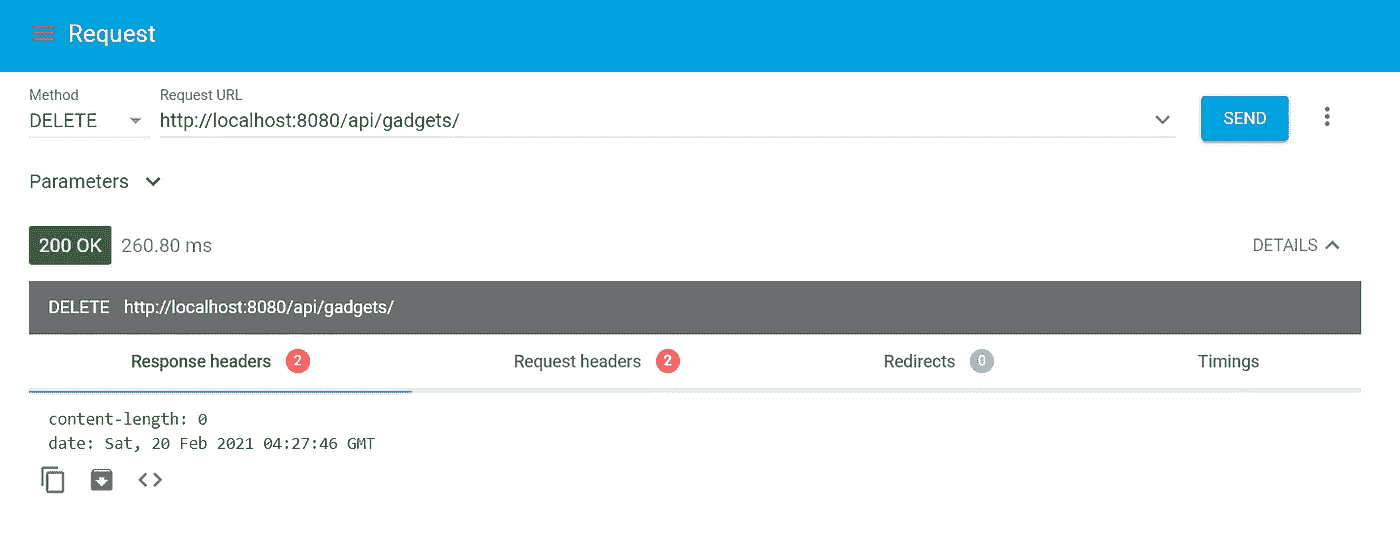 Request
Method
Request URL
DELETE
http://localhost:8080/api/gadgets/
SEND
Parameters
200 OK
260.80 ms
DETAILS
DELETE http://localhost:8080/api/gadgets/
Response headers 2
Request headers 2
Redirects 0
Timings
content-length: 0
date: Sat, 20 Feb 2021 04:27:46 GMT